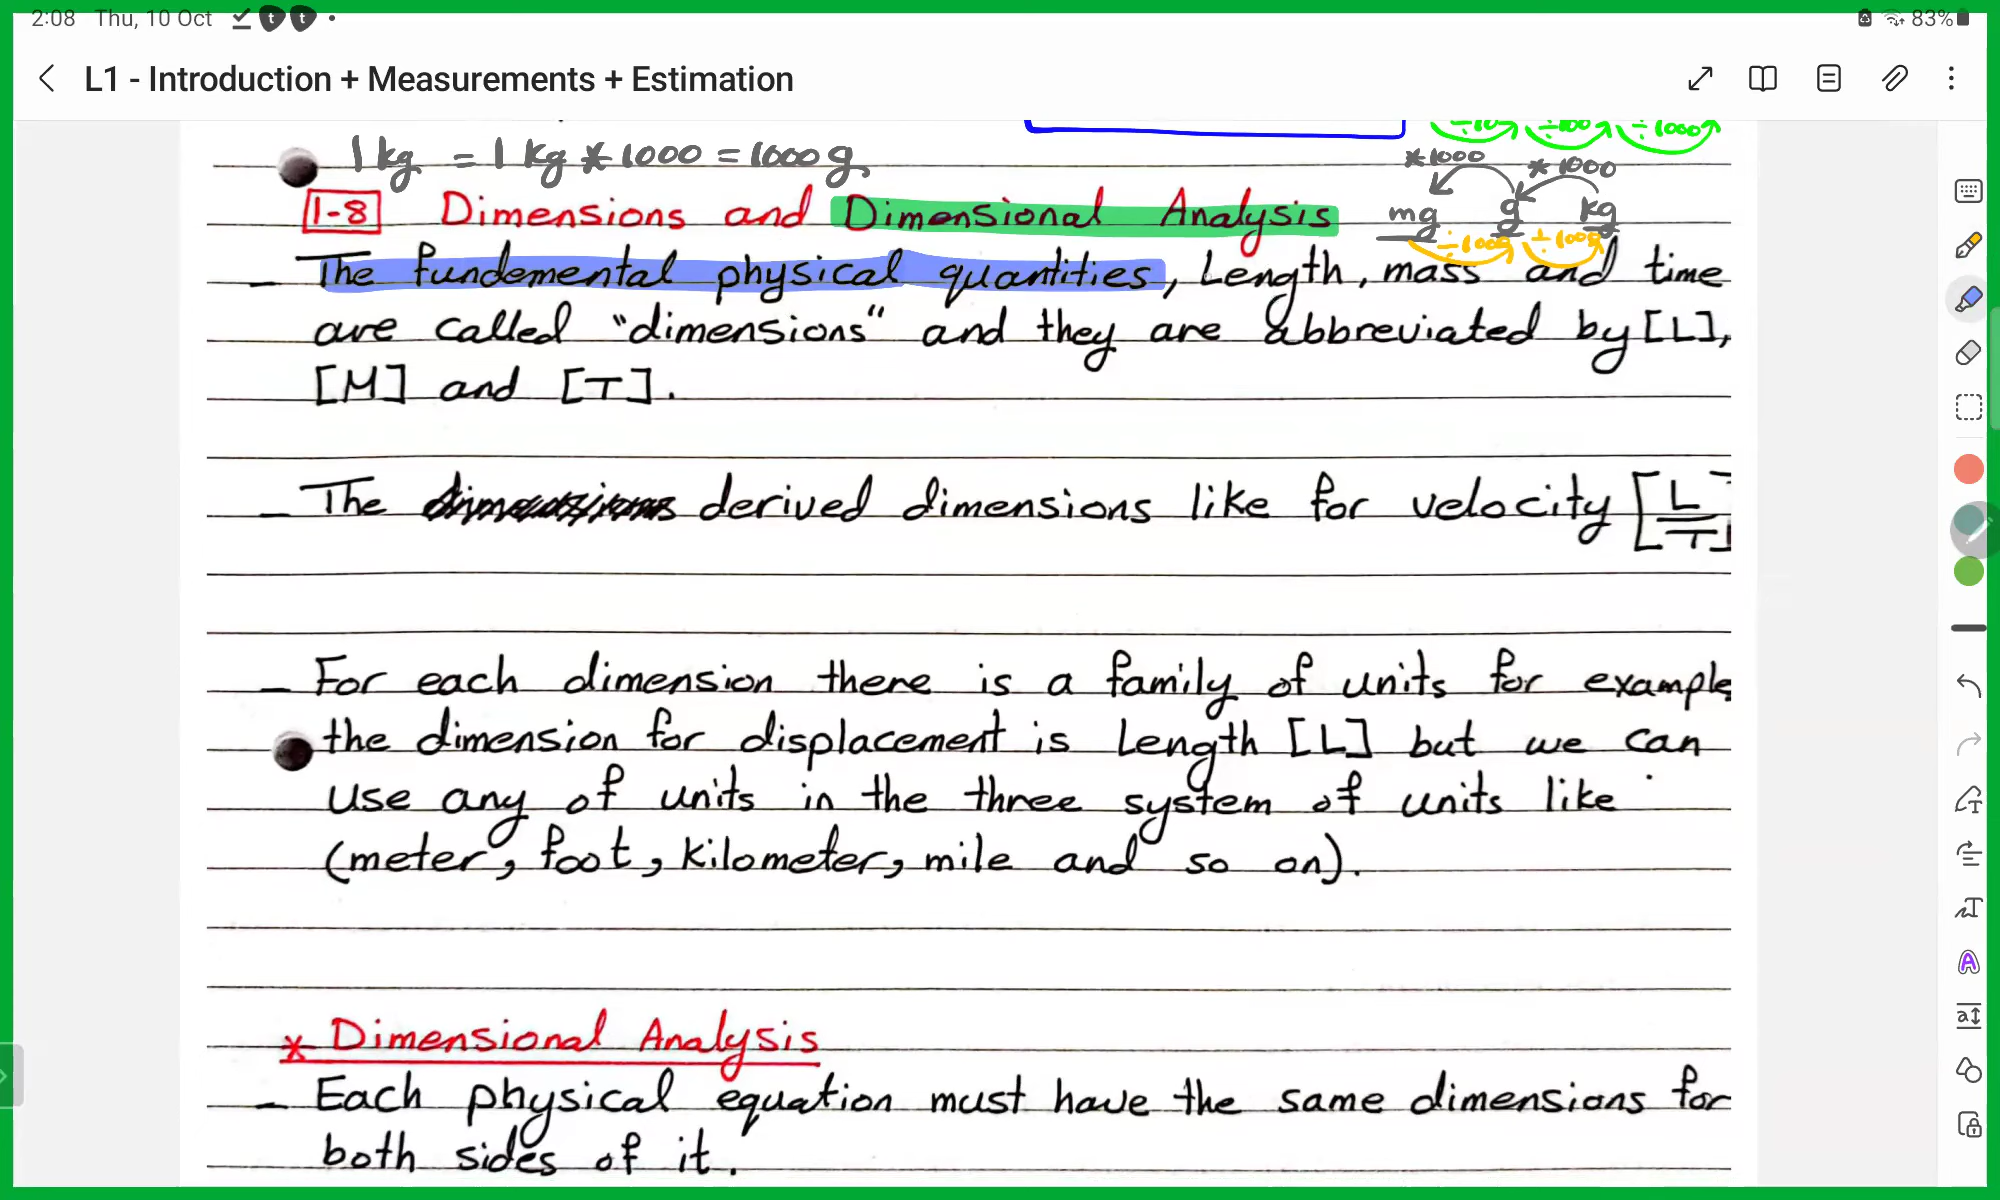 2:08 Thu, 10 Oct
83%
L1 - Introduction + Measurements + Estimation
÷10 ÷100 ÷1000
1 kg = 1 kg * 1000 = 1000 g
*1000 *1000
1-8 Dimensions and Dimensional Analysis
mg g kg
÷1000 ÷1000
- The fundemental physical quantities, Length, mass and time
are called "dimensions" and they are abbreviated by [L],
[M] and [T].
- The derived dimensions like for velocity [L/T]
- For each dimension there is a family of units for example
the dimension for displacement is Length [L] but we can
use any of units in the three system of units like
(meter, foot, kilometer, mile and so on).
* Dimensional Analysis
- Each physical equation must have the same dimensions for
both sides of it.